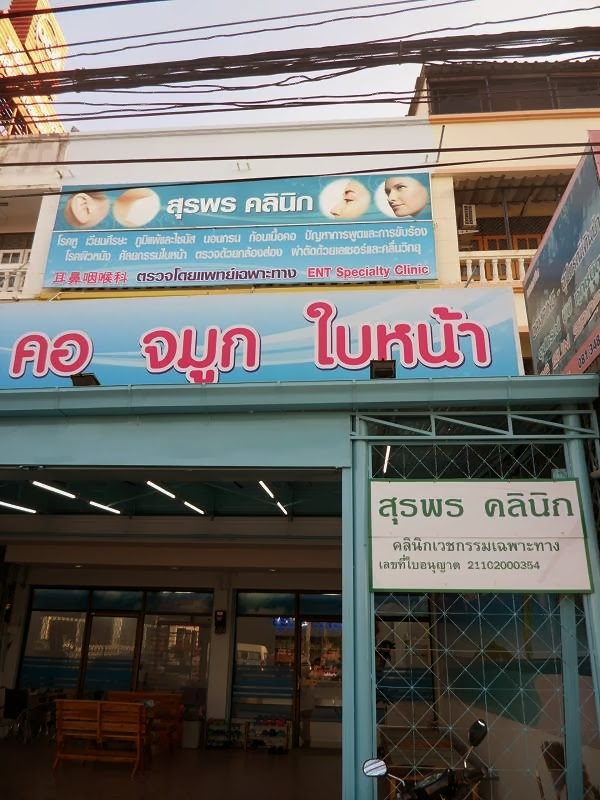 สุรพร คลินิก
โรคหู เวียนศีรษะ ภูมิแพ้และไซนัส นอนกรน ก้อนเนื้อคอ ปัญหาการพูดและการขับร้อง
โรคผิวหนัง ศัลยกรรมใบหน้า ตรวจด้วยกล้องส่อง ผ่าตัดด้วยเลเซอร์และคลื่นวิทยุ
耳鼻咽喉科 ตรวจโดยแพทย์เฉพาะทาง ENT Specialty Clinic
คอ จมูก ใบหน้า
สุรพร คลินิก
คลินิกเวชกรรมเฉพาะทาง
เลขที่ใบอนุญาต 21102000354